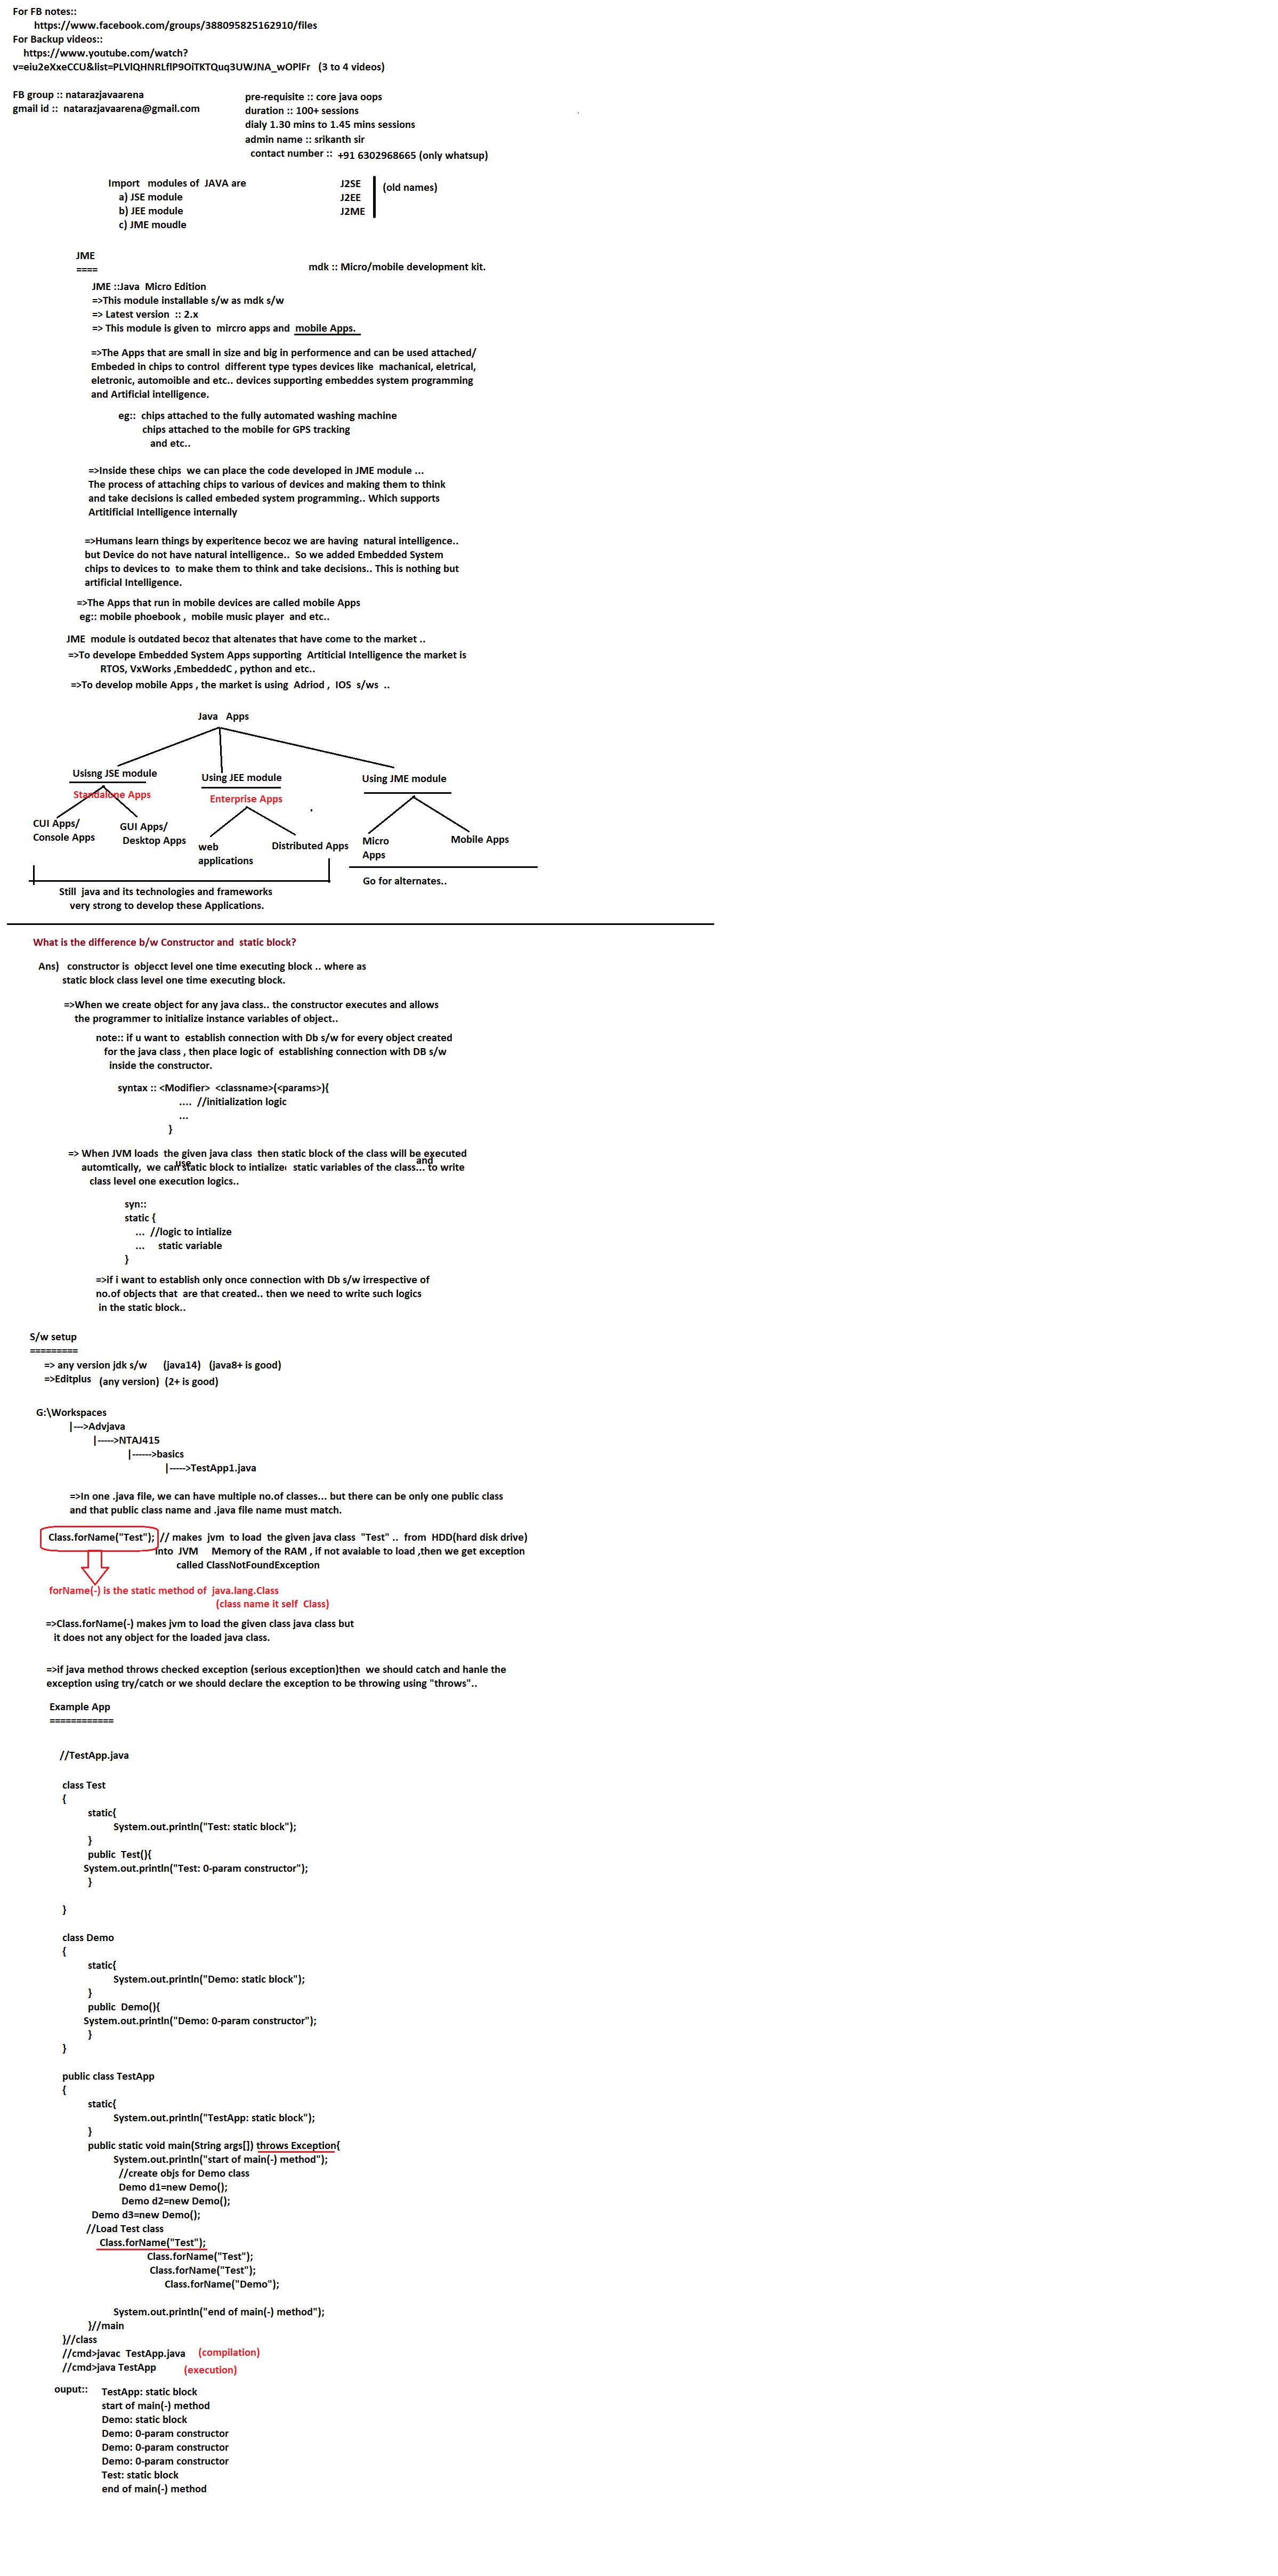 For FB notes::
https://www.facebook.com/groups/388095825162910/files
For Backup videos::
https://www.youtube.com/watch?
v=eiu2eXxeCCU&list=PLVlQHNRLflP9OiTKTQuq3UWJNA_wOPlFr   (3 to 4 videos)
FB group :: natarazjavaarena
gmail id ::  natarazjavaarena@gmail.com
pre-requisite :: core java oops
duration :: 100+ sessions
dialy 1.30 mins to 1.45 mins sessions
admin name :: srikanth sir
contact number ::  +91 6302968665 (only whatsup)
Import   modules of  JAVA are
a) JSE module
b) JEE module
c) JME moudle
J2SE
J2EE
J2ME
(old names)
JME
====
mdk :: Micro/mobile development kit.
JME ::Java  Micro Edition
=>This module installable s/w as mdk s/w
=> Latest version  :: 2.x
=> This module is given to  mircro apps and  mobile Apps.
=>The Apps that are small in size and big in performence and can be used attached/
Embeded in chips to control  different type types devices like  machanical, eletrical,
eletronic, automoible and etc.. devices supporting embeddes system programming
and Artificial intelligence.
eg::  chips attached to the fully automated washing machine
chips attached to the mobile for GPS tracking
and etc..
=>Inside these chips  we can place the code developed in JME module ...
The process of attaching chips to various of devices and making them to think
and take decisions is called embeded system programming.. Which supports
Artitificial Intelligence internally
=>Humans learn things by experitence becoz we are having  natural intelligence..
but Device do not have natural intelligence..  So we added Embedded System
chips to devices to  to make them to think and take decisions.. This is nothing but
artificial Intelligence.
=>The Apps that run in mobile devices are called mobile Apps
eg:: mobile phoebook ,  mobile music player  and etc..
JME  module is outdated becoz that altenates that have come to the market ..
=>To develope Embedded System Apps supporting  Articial Intelligence the market is
RTOS, VxWorks ,EmbeddedC , python and etc..
=>To develop mobile Apps , the market is using  Adriod ,  IOS  s/ws  ..
Java   Apps
Usisng JSE module
Using JEE module
Using JME module
Standalone Apps
Enterprise Apps
CUI Apps/
Console Apps
GUI Apps/
Desktop Apps
web
applications
Distributed Apps
Micro
Apps
Mobile Apps
Still  java and its technologies and frameworks
very strong to develop these Applications.
Go for alternates..
What is the difference b/w Constructor and  static block?
Ans)   constructor is  objecct level one time executing block .. where as
static block class level one time executing block.
=>When we create object for any java class.. the constructor executes and allows
the programmer to initialize instance variables of object..
note:: if u want to  establish connection with Db s/w for every object created
for the java class , then place logic of  establishing connection with DB s/w
inside the constructor.
syntax :: <Modifier>  <classname>(<params>){
....  //initialization logic
...
}
=> When JVM loads  the given java class  then static block of the class will be executed
use
and
automtically,  we can static block to intialize  static variables of the class... to write
class level one execution logics..
syn::
static {
...  //logic to intialize
...     static variable
}
=>if i want to establish only once connection with Db s/w irrespective of
no.of objects that  are that created.. then we need to write such logics
in the static block..
S/w setup
=========
=> any version jdk s/w      (java14)   (java8+ is good)
=>Editplus   (any version)  (2+ is good)
G:\Workspaces
|--->Advjava
|----->NTAJ415
|------>basics
|----->TestApp1.java
=>In one .java file, we can have multiple no.of classes... but there can be only one public class
and that public class name and .java file name must match.
Class.forName("Test"); // makes  jvm  to load  the given java class  "Test" ..  from  HDD(hard disk drive)
into  JVM     Memory of the RAM , if not avaiable to load ,then we get exception
called ClassNotFoundException
forName(-) is the static method of  java.lang.Class
(class name it self  Class)
=>Class.forName(-) makes jvm to load the given class java class but
it does not any object for the loaded java class.
=>if java method throws checked exception (serious exception)then  we should catch and hanle the
exception using try/catch or we should declare the exception to be throwing using "throws"..
Example App
============
//TestApp.java
class Test
{
static{
System.out.println("Test: static block");
}
public  Test(){
System.out.println("Test: 0-param constructor");
}
}
class Demo
{
static{
System.out.println("Demo: static block");
}
public  Demo(){
System.out.println("Demo: 0-param constructor");
}
}
public class TestApp
{
static{
System.out.println("TestApp: static block");
}
public static void main(String args[]) throws Exception{
System.out.println("start of main(-) method");
//create objs for Demo class
Demo d1=new Demo();
Demo d2=new Demo();
Demo d3=new Demo();
//Load Test class
Class.forName("Test");
Class.forName("Test");
Class.forName("Test");
Class.forName("Demo");
System.out.println("end of main(-) method");
}//main
}//class
//cmd>javac  TestApp.java    (compilation)
//cmd>java TestApp    (execution)
ouput::
TestApp: static block
start of main(-) method
Demo: static block
Demo: 0-param constructor
Demo: 0-param constructor
Demo: 0-param constructor
Test: static block
end of main(-) method